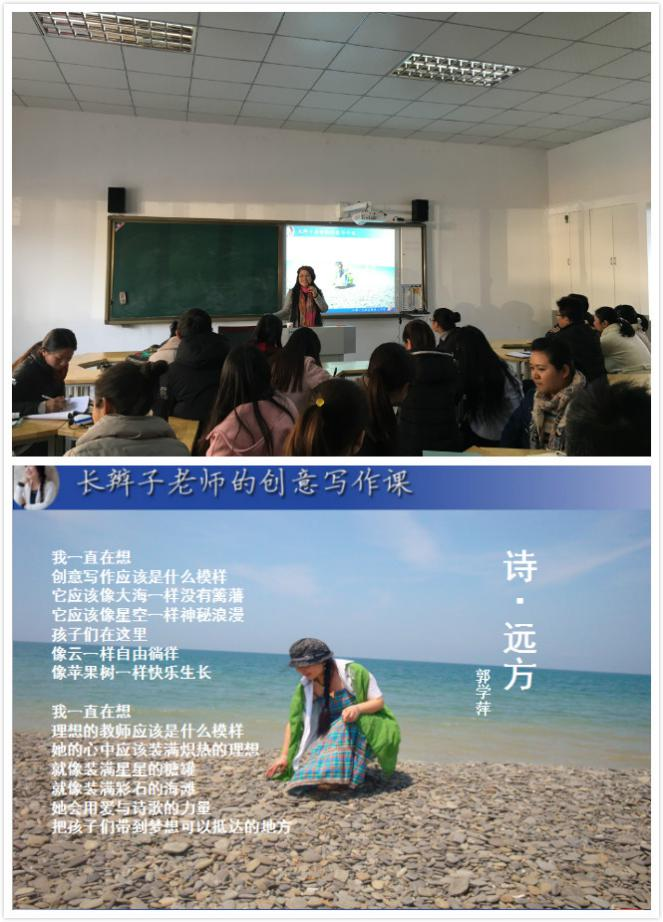 长辫子老师的创意写作课
诗·远方
郭学萍
我一直在想
创意写作应该是什么模样
它应该像大海一样没有篱藩
它应该像星空一样神秘浪漫
孩子们在这里
像云一样自由徜徉
像苹果树一样快乐生长
我一直在想
理想的教师应该是什么模样
她的心中应该装满炽热的理想
就像装满星星的糖罐
就像装满彩石的海滩
她会用爱与诗歌的力量
把孩子们带到梦想可以抵达的地方